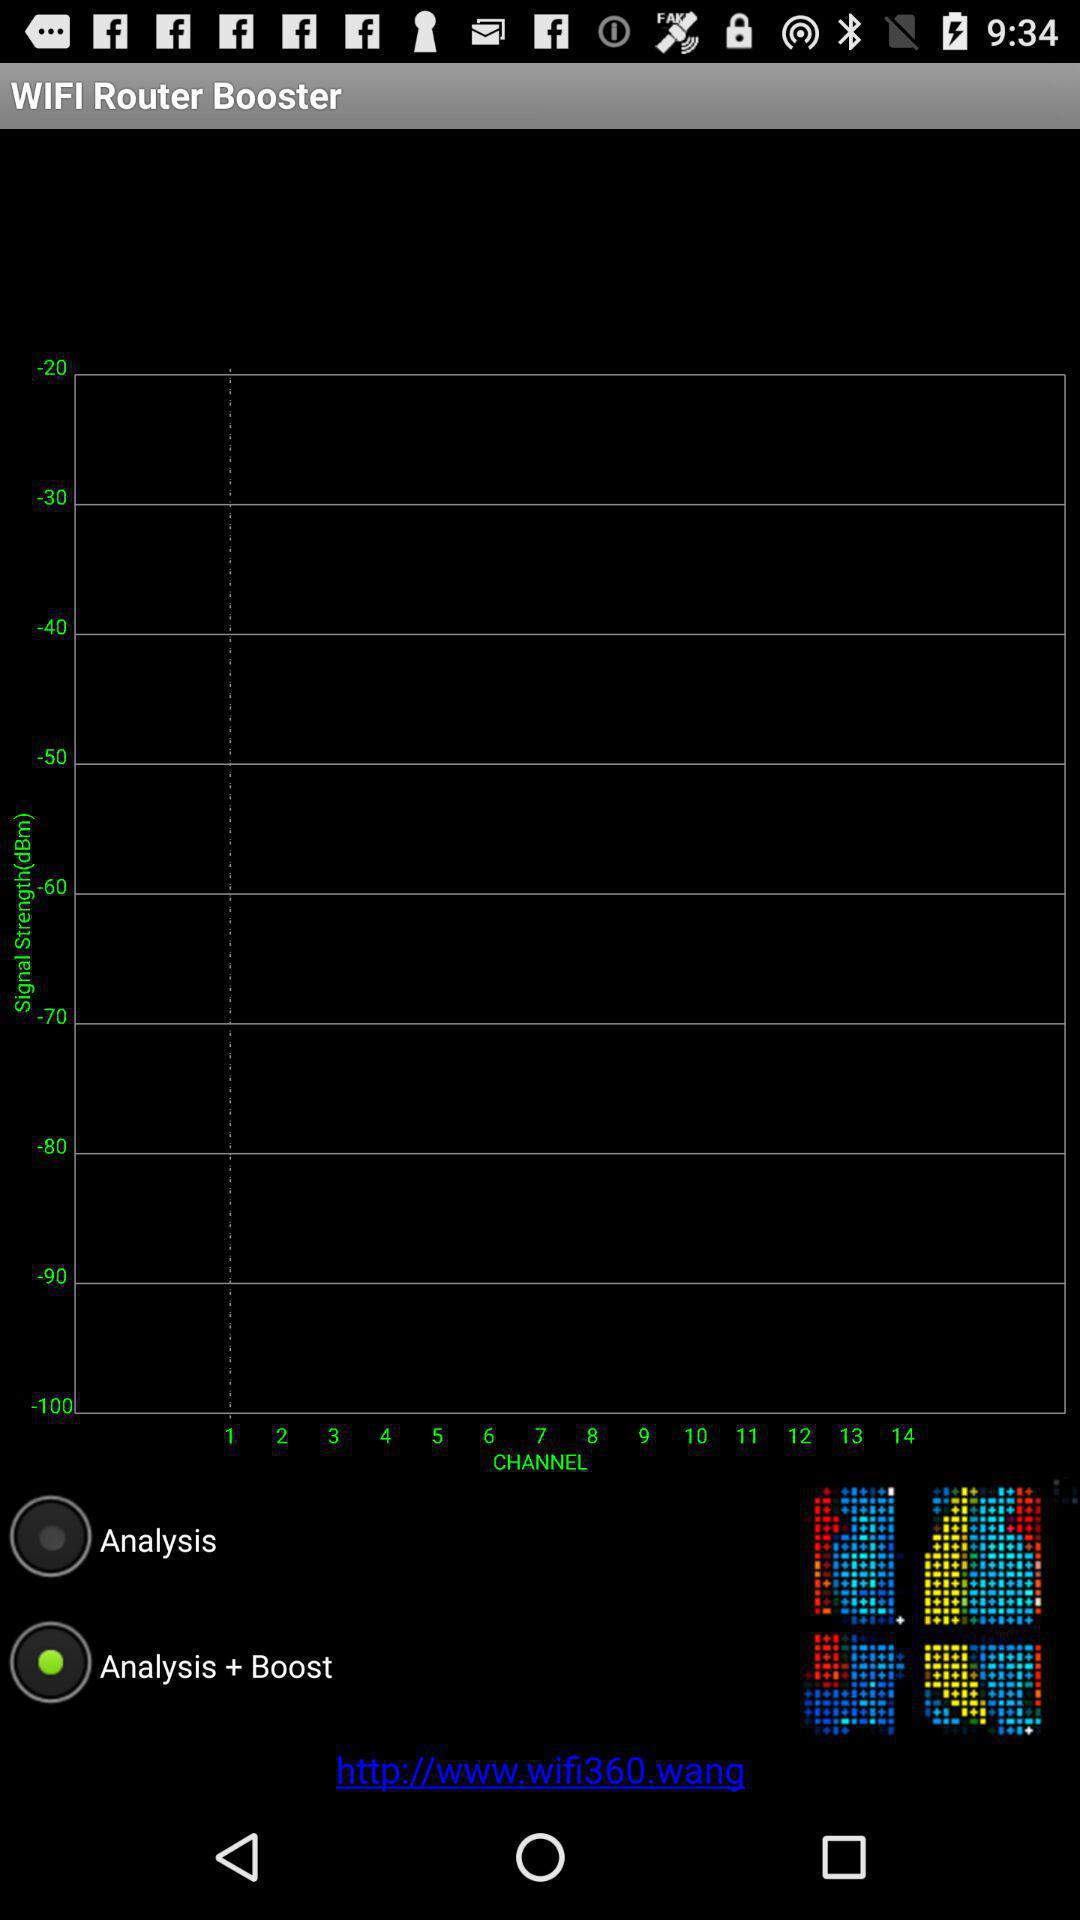 FAKE 9:34
WIFI Router Booster
-20
-30
-40
-50
-60
-70
-80
-90
-100
Signal Strength(dBm)
1 2 3 4 5 6 7 8 9 10 11 12 13 14
CHANNEL
Analysis
Analysis + Boost
http://www.wifi360.wang